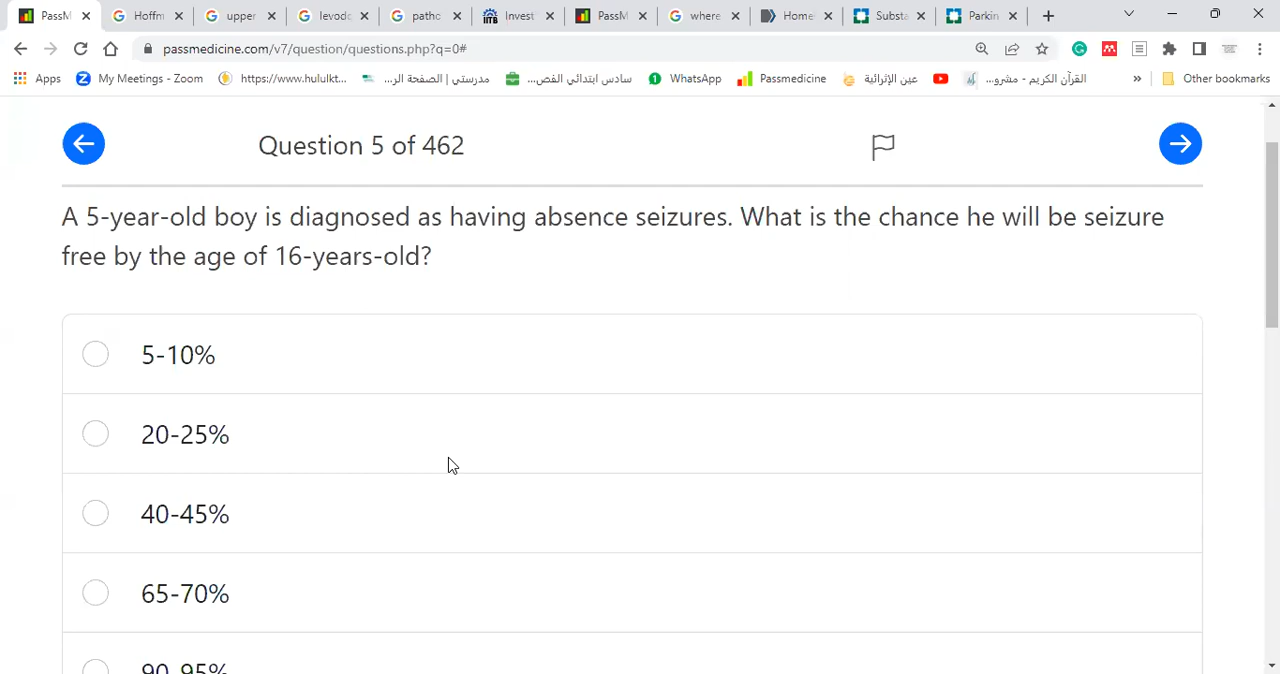 PassM
Hoffm
upper
levodc
patho
Invest
PassM
where
Home
Substa
Parkin
passmedicine.com/v7/question/questions.php?q=0#
Apps
My Meetings - Zoom
https://www.hululkt...
مدرستي | الصفحة الر...
سادس ابتدائي الفص...
WhatsApp
Passmedicine
عين الإثرائية
القرآن الكريم - مشرو...
»
Other bookmarks
Question 5 of 462
A 5-year-old boy is diagnosed as having absence seizures. What is the chance he will be seizure
free by the age of 16-years-old?
5-10%
20-25%
40-45%
65-70%
90-95%